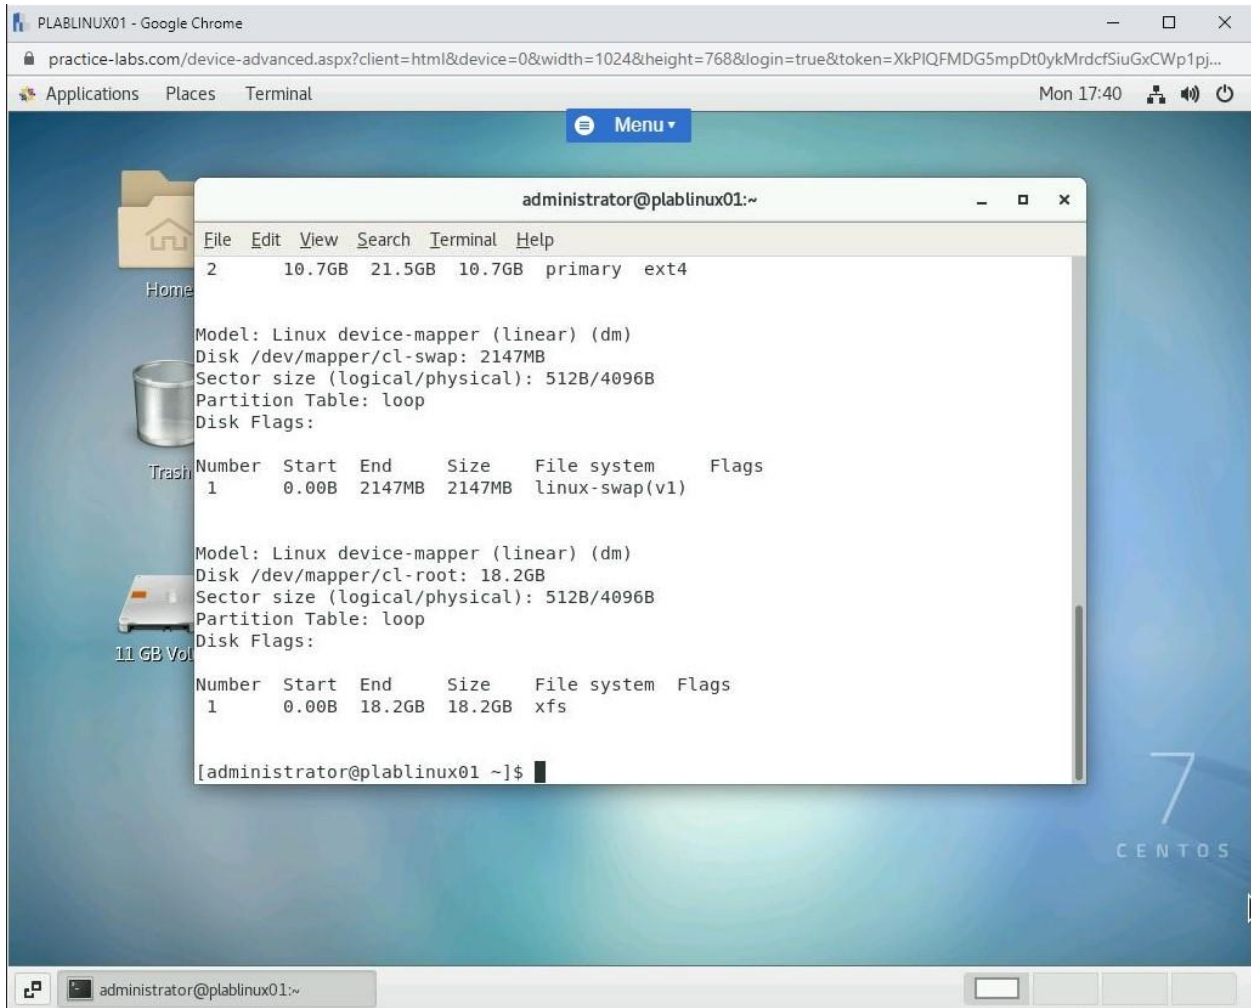 PLABLINUX01 - Google Chrome
practice-labs.com/device-advanced.aspx?client=html&device=0&width=1024&height=768&login=true&token=XkPlQFMDG5mpDt0ykMrdcfSiuGxCWp1pj...
Applications Places Terminal Mon 17:40
Menu
administrator@plablinux01:~
File Edit View Search Terminal Help
2 10.7GB 21.5GB 10.7GB primary ext4
Home
Model: Linux device-mapper (linear) (dm)
Disk /dev/mapper/cl-swap: 2147MB
Sector size (logical/physical): 512B/4096B
Partition Table: loop
Disk Flags:
Number Start End Size File system Flags
1 0.00B 2147MB 2147MB linux-swap(v1)
Trash
Model: Linux device-mapper (linear) (dm)
Disk /dev/mapper/cl-root: 18.2GB
Sector size (logical/physical): 512B/4096B
Partition Table: loop
Disk Flags:
11 GB Vol
Number Start End Size File system Flags
1 0.00B 18.2GB 18.2GB xfs
[administrator@plablinux01 ~]$
7
CENTOS
administrator@plablinux01:~